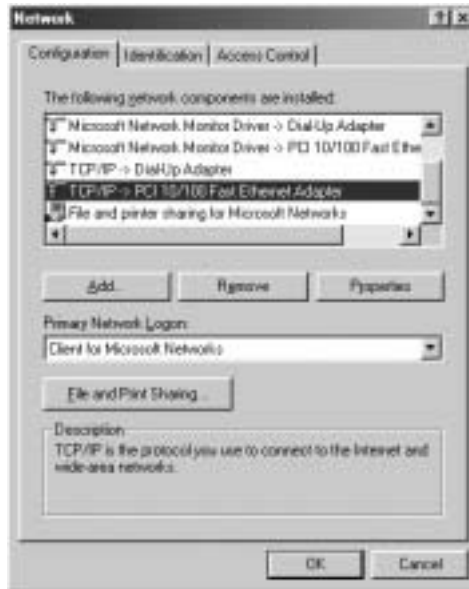 Network
Configuration Identification Access Control
The following network components are installed:
Microsoft Network Monitor Driver -> Dial-Up Adapter
Microsoft Network Monitor Driver -> PCI 10/100 Fast Ethe
TCP/IP -> Dial-Up Adapter
TCP/IP -> PCI 10/100 Fast Ethernet Adapter
File and printer sharing for Microsoft Networks
Add... Remove Properties
Primary Network Logon:
Client for Microsoft Networks
File and Print Sharing...
Description
TCP/IP is the protocol you use to connect to the Internet and
wide-area networks.
OK Cancel